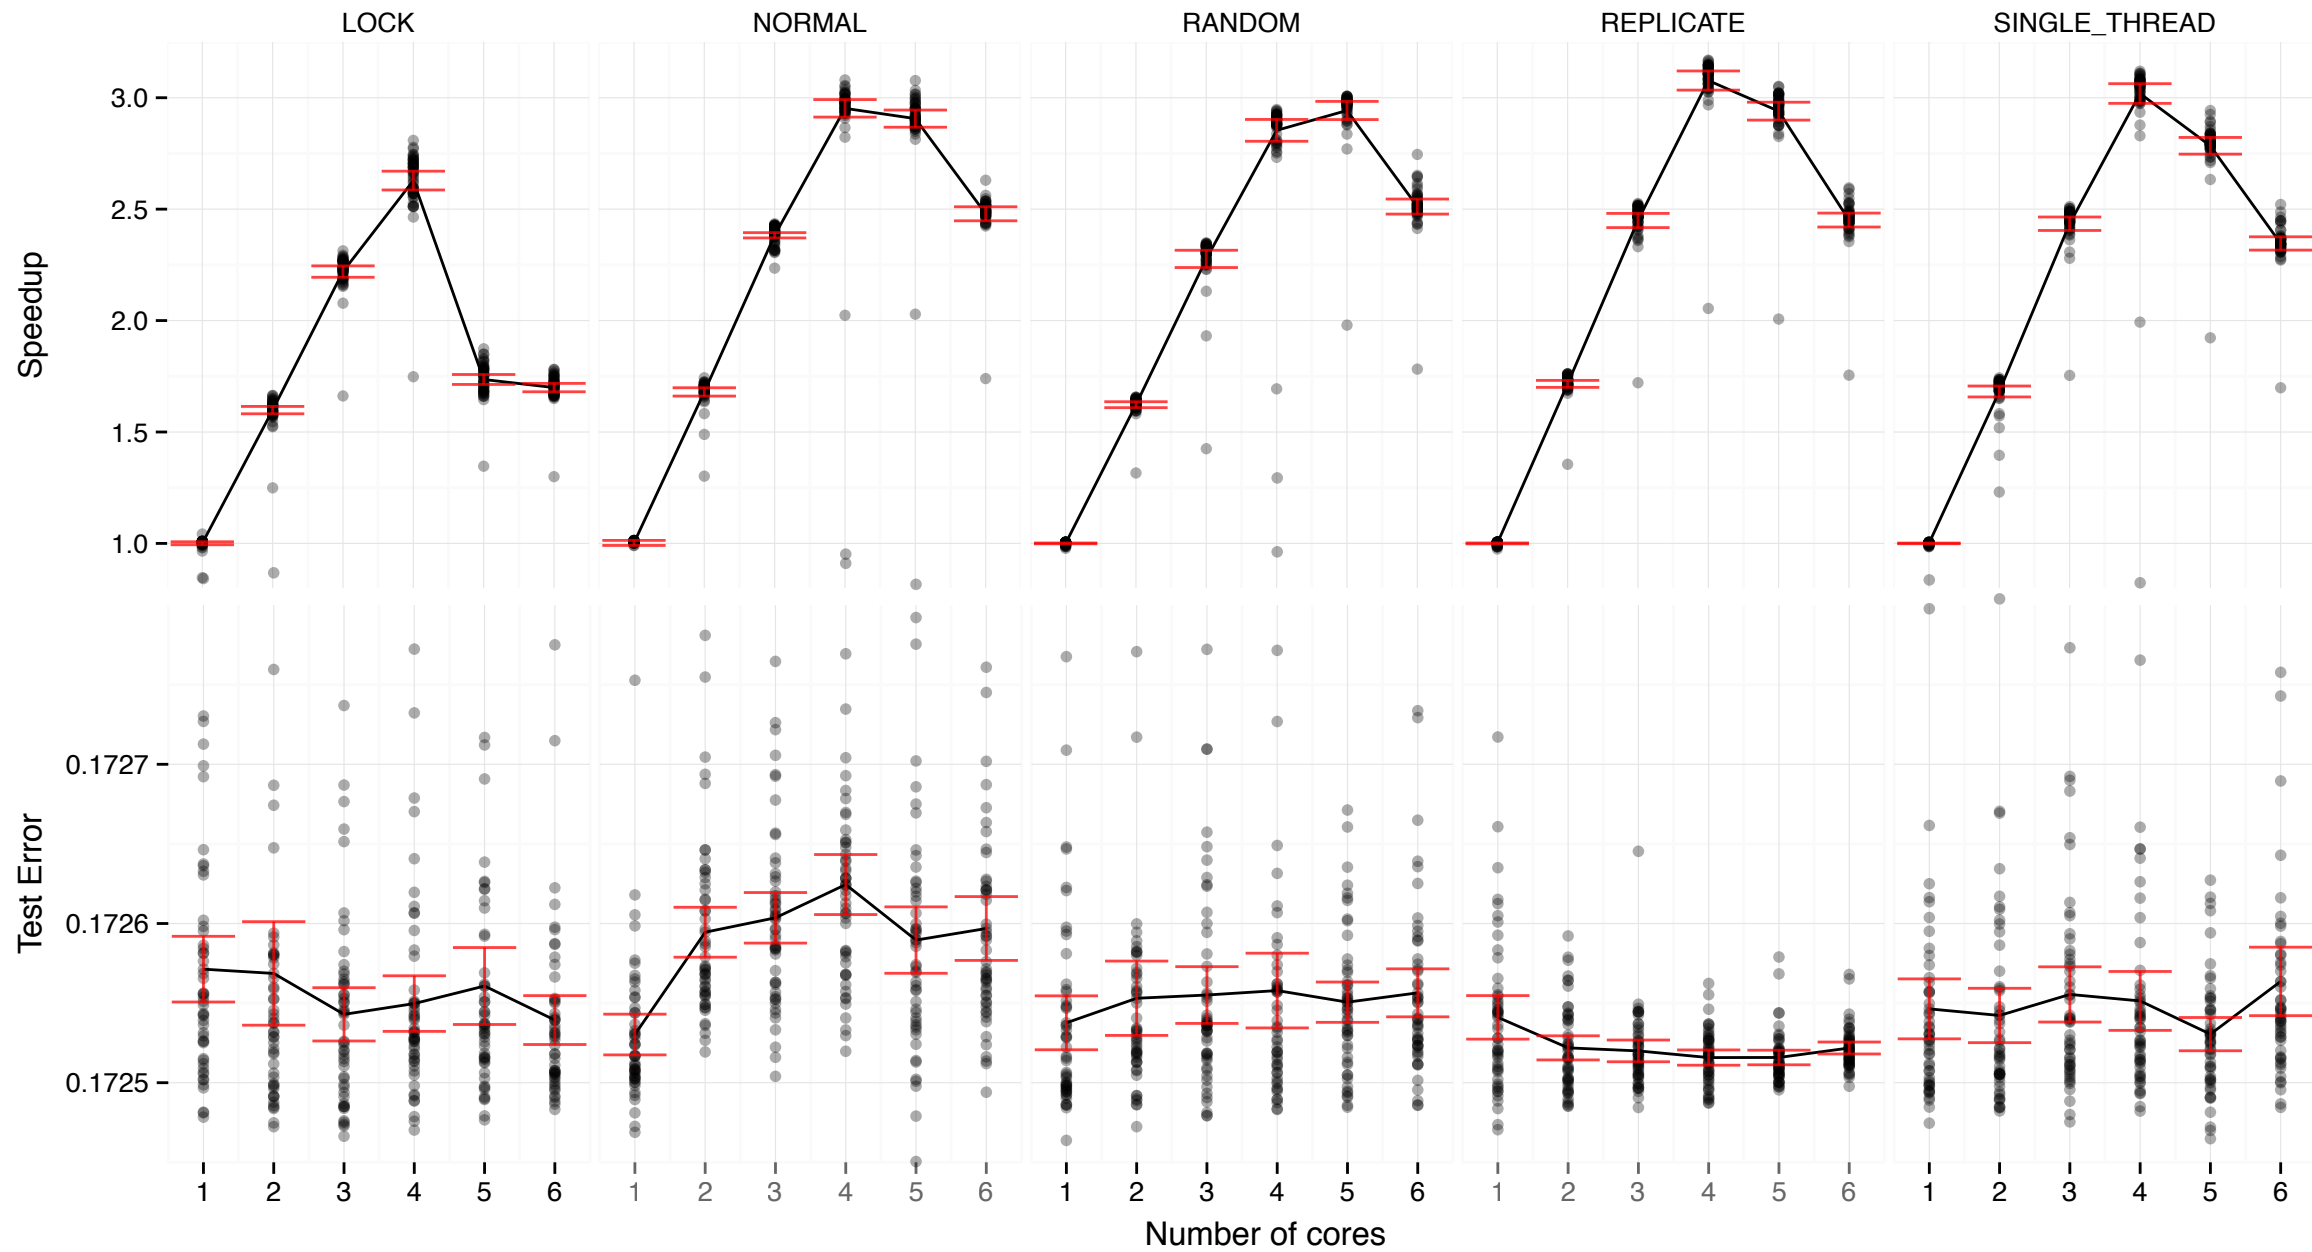 LOCK NORMAL RANDOM REPLICATE SINGLE_THREAD
Speedup
3.0
2.5
2.0
1.5
1.0
Test Error
0.1727
0.1726
0.1725
1 2 3 4 5 6 1 2 3 4 5 6 1 2 3 4 5 6 1 2 3 4 5 6 1 2 3 4 5 6
Number of cores